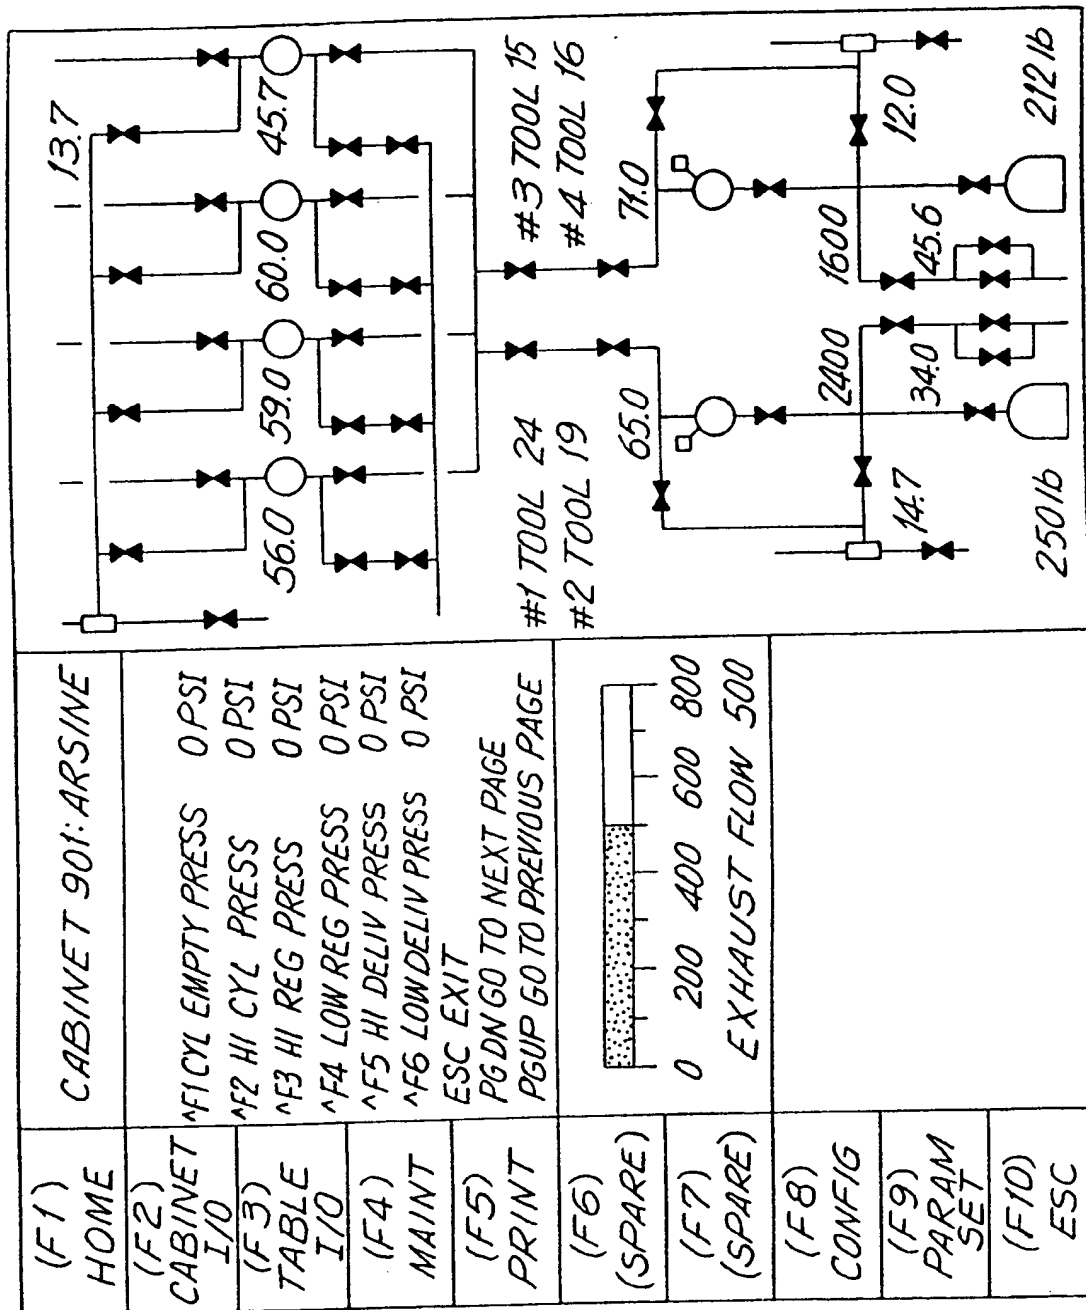 (F1)
HOME
(F2)
CABINET
I/O
(F3)
TABLE
I/O
(F4)
MAINT
(F5)
PRINT
(F6)
(SPARE)
(F7)
(SPARE)
(F8)
CONFIG
(F9)
PARAM
SET
(F10)
ESC
CABINET 901: ARSINE
^F1 CYL EMPTY PRESS 0 PSI
^F2 HI CYL PRESS 0 PSI
^F3 HI REG PRESS 0 PSI
^F4 LOW REG PRESS 0 PSI
^F5 HI DELIV PRESS 0 PSI
^F6 LOW DELIV PRESS 0 PSI
ESC EXIT
PGDN GO TO NEXT PAGE
PGUP GO TO PREVIOUS PAGE
0 200 400 600 800
EXHAUST FLOW 500
13.7
56.0 59.0 60.0 45.7
#1 TOOL 24 #3 TOOL 15
#2 TOOL 19 #4 TOOL 16
65.0 71.0
2400 1600
14.7 34.0 45.6 12.0
250 lb 212 lb